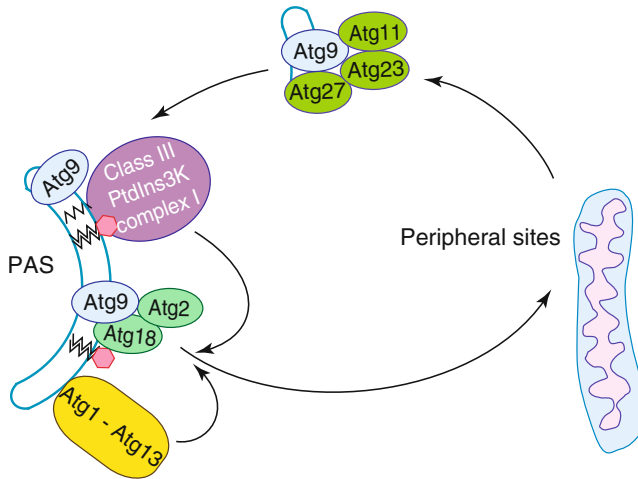 Atg11
Atg9
Atg23
Atg27
Atg9
Class III
PtdIns3K
complex I
Peripheral sites
PAS
Atg9
Atg2
Atg18
Atg1 - Atg13